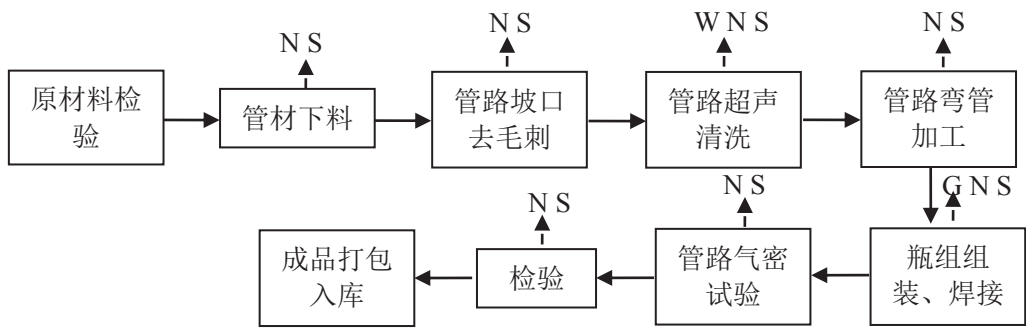 N S
N S
W N S
N S
原材料检
验
管材下料
管路坡口
去毛刺
管路超声
清洗
管路弯管
加工
G N S
N S
N S
瓶组组
装、焊接
管路气密
试验
检验
成品打包
入库